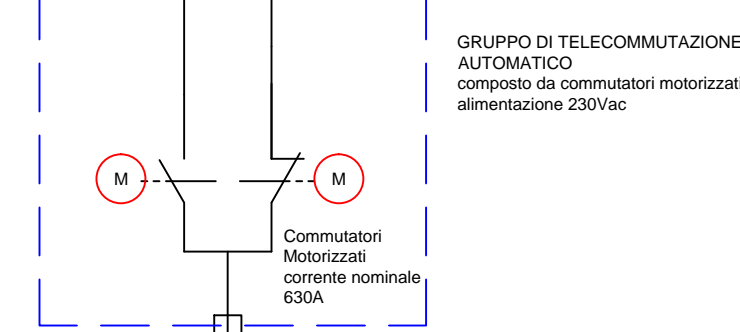 GRUPPO DI TELECOMMUTAZIONE
AUTOMATICO
composto da commutatori motorizzati
alimentazione 230Vac
M
M
Commutatori
Motorizzati
corrente nominale
630A